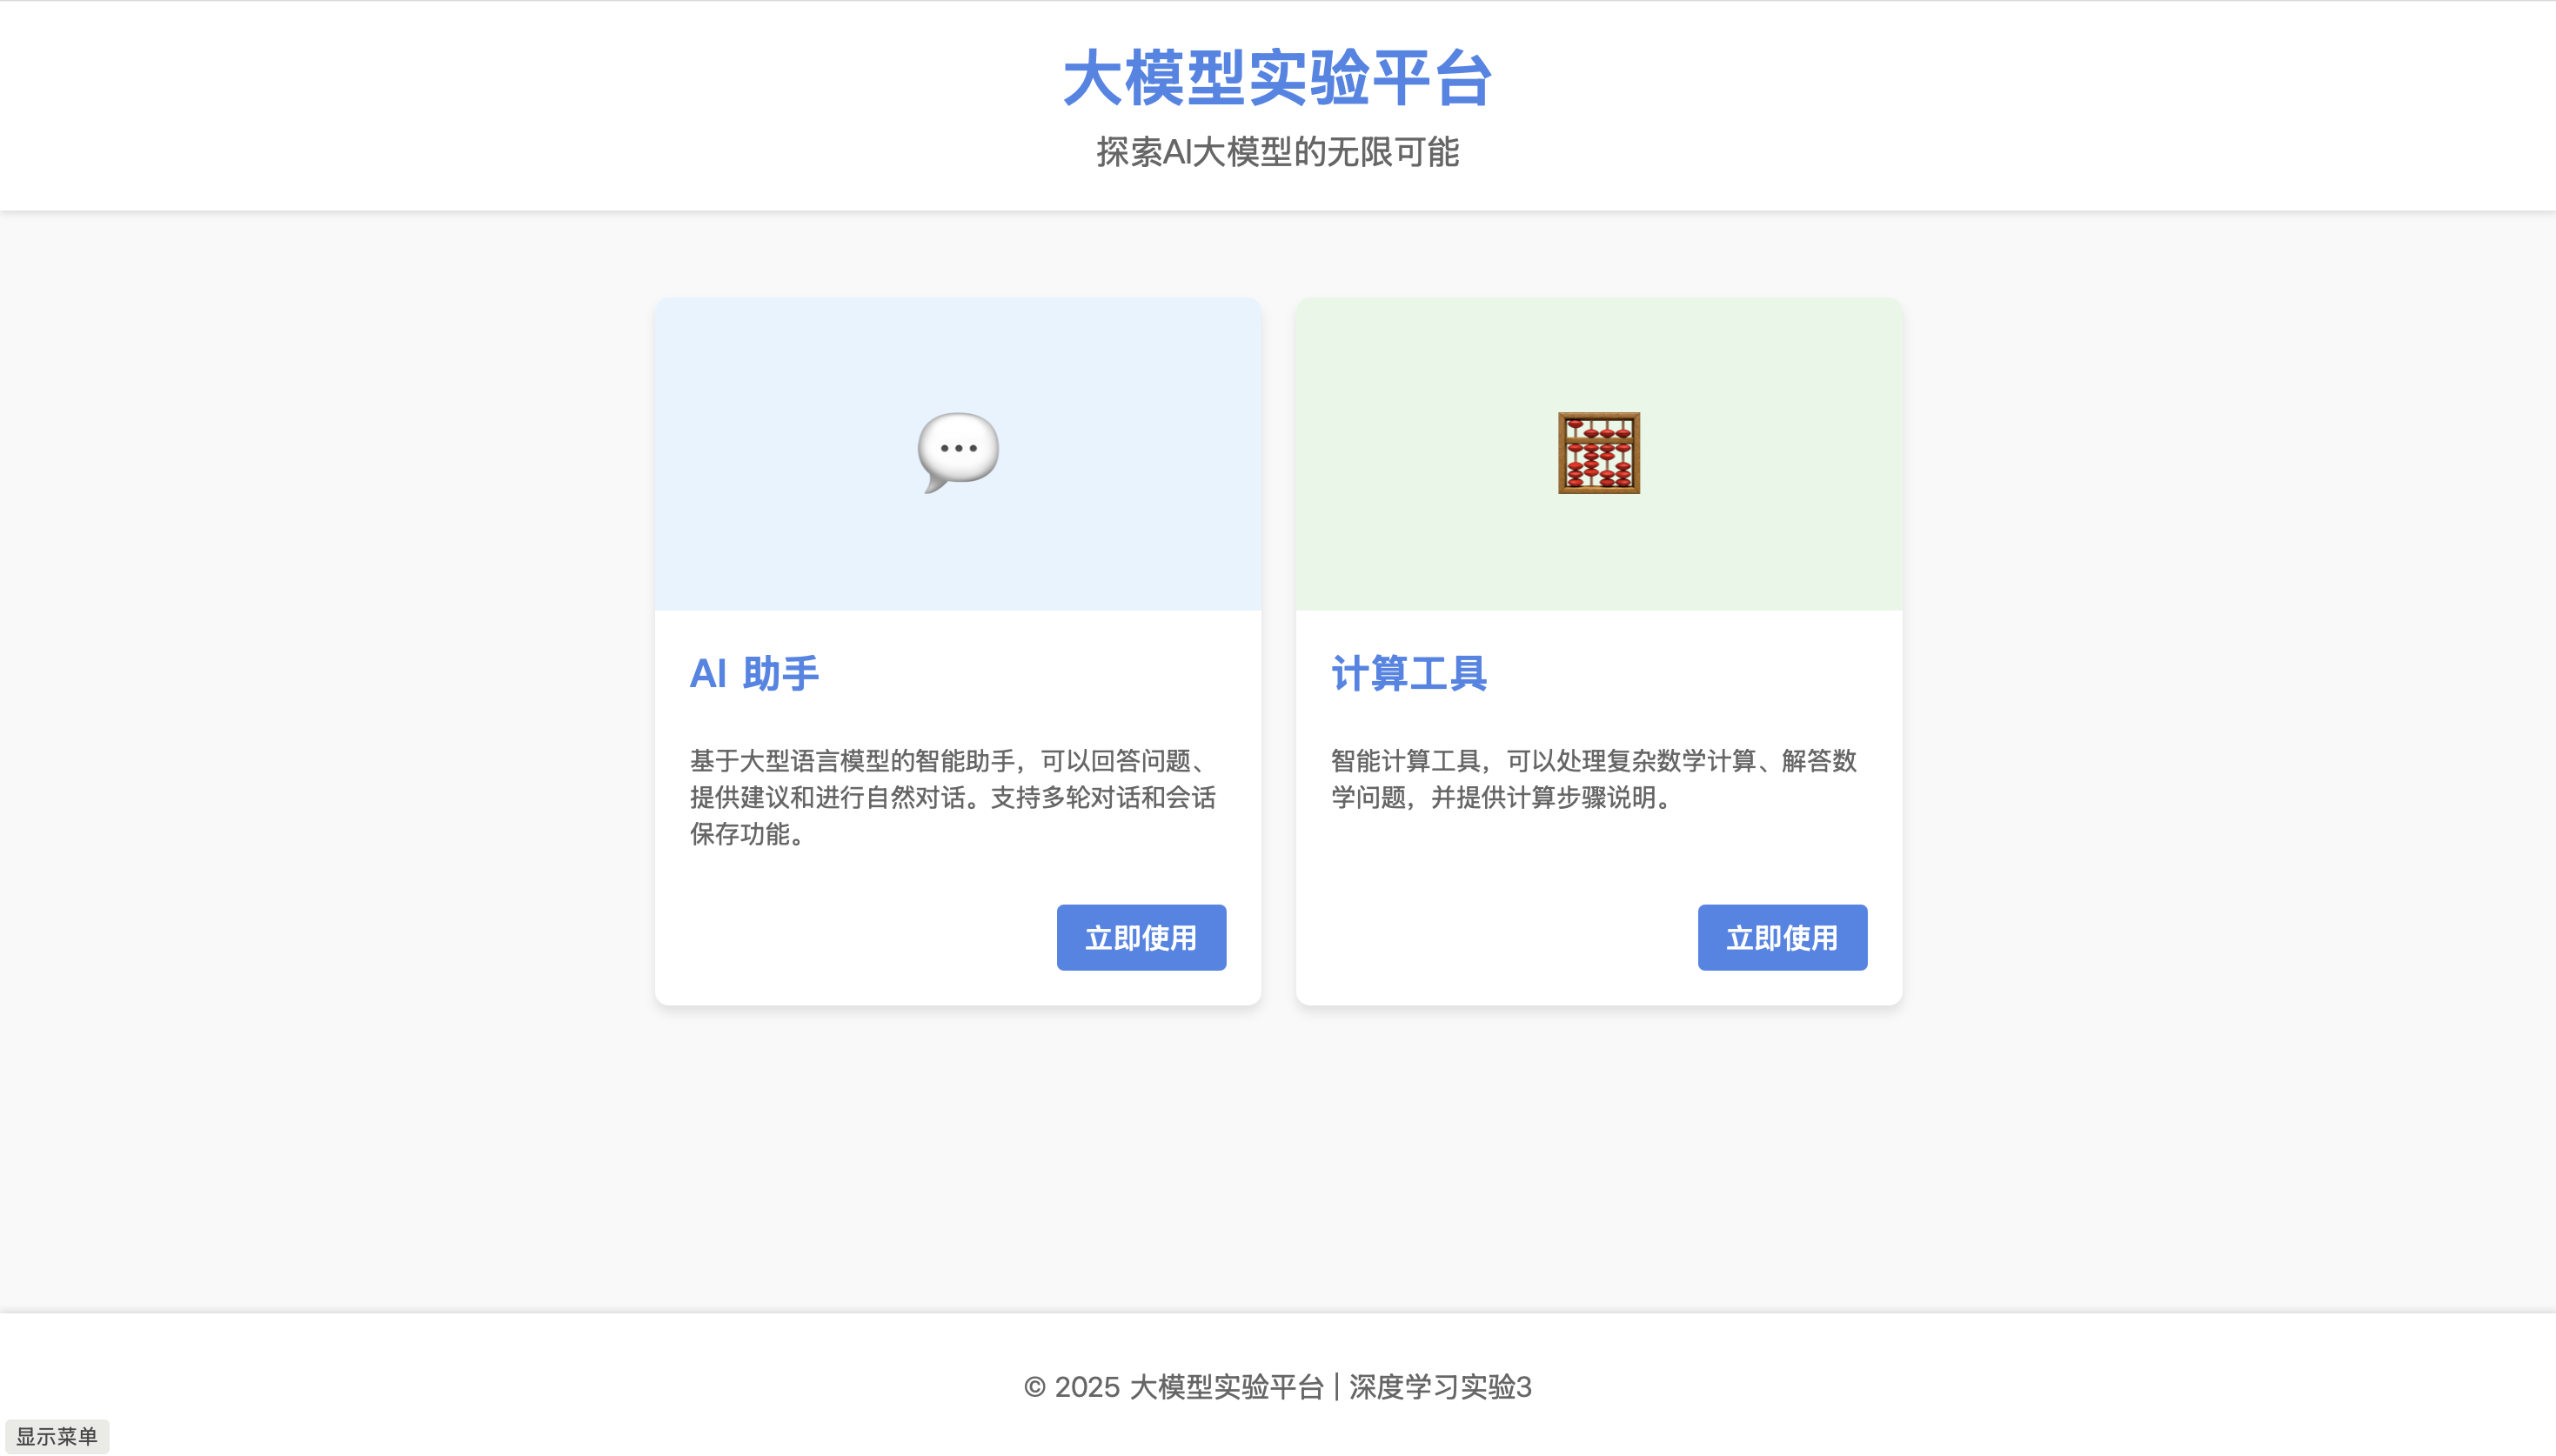 大模型实验平台
探索AI大模型的无限可能
AI 助手
基于大型语言模型的智能助手，可以回答问题、
提供建议和进行自然对话。支持多轮对话和会话
保存功能。
立即使用
计算工具
智能计算工具，可以处理复杂数学计算、解答数
学问题，并提供计算步骤说明。
立即使用
© 2025 大模型实验平台 | 深度学习实验3
显示菜单